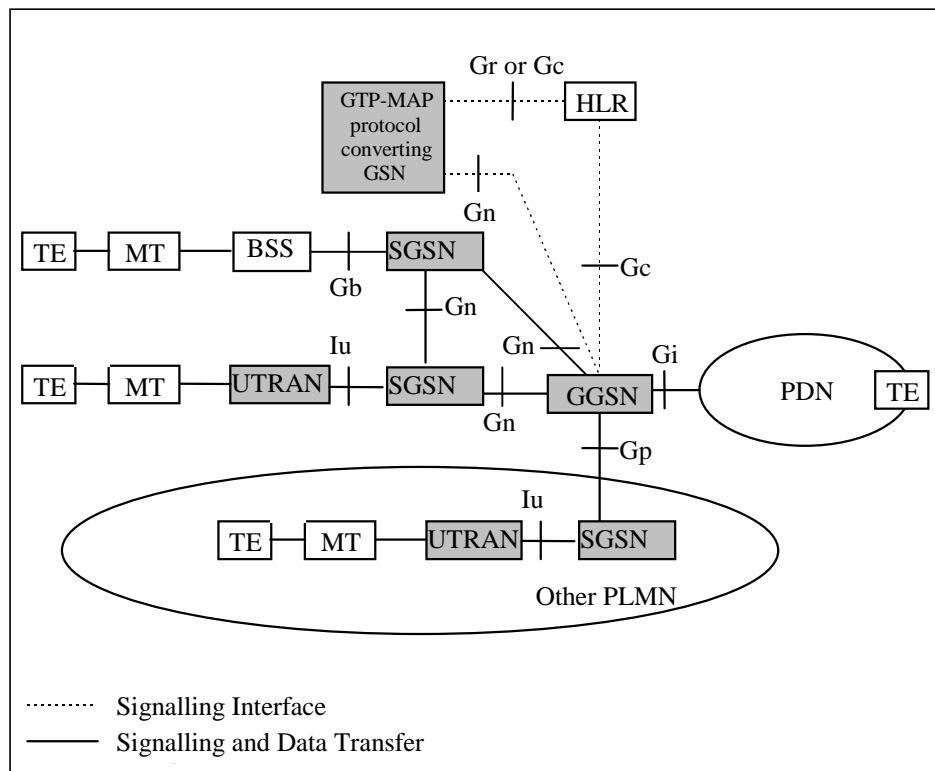 Gr or Gc
GTP-MAP
protocol
converting
GSN
HLR
Gn
TE
MT
BSS
SGSN
Gb
Gn
Gc
Gn
Iu
Gi
TE
MT
UTRAN
SGSN
Gn
GGSN
PDN
TE
Gp
Iu
TE
MT
UTRAN
SGSN
Other PLMN
Signalling Interface
Signalling and Data Transfer